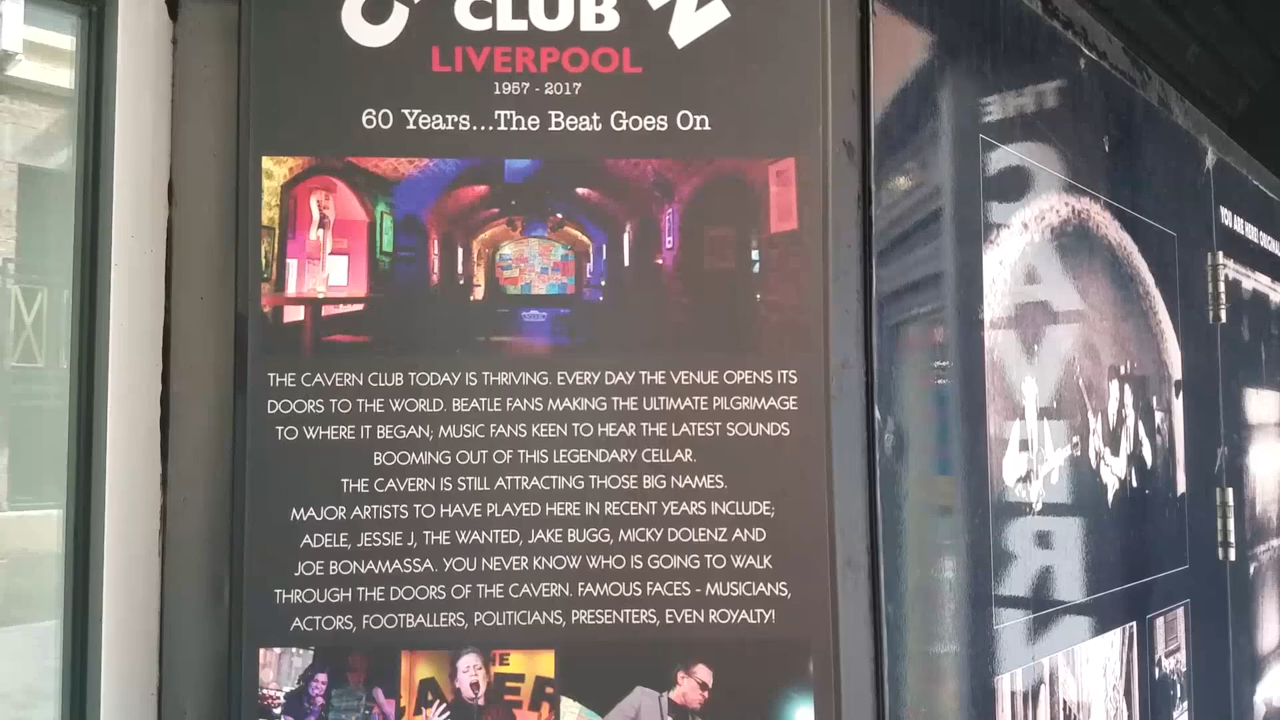 CLUB
LIVERPOOL
1957 - 2017
60 Years...The Beat Goes On
THE CAVERN CLUB TODAY IS THRIVING. EVERY DAY THE VENUE OPENS ITS
DOORS TO THE WORLD. BEATLE FANS MAKING THE ULTIMATE PILGRIMAGE
TO WHERE IT BEGAN; MUSIC FANS KEEN TO HEAR THE LATEST SOUNDS
BOOMING OUT OF THIS LEGENDARY CELLAR.
THE CAVERN IS STILL ATTRACTING THOSE BIG NAMES.
MAJOR ARTISTS TO HAVE PLAYED HERE IN RECENT YEARS INCLUDE;
ADELE, JESSIE J, THE WANTED, JAKE BUGG, MICKY DOLENZ AND
JOE BONAMASSA. YOU NEVER KNOW WHO IS GOING TO WALK
THROUGH THE DOORS OF THE CAVERN. FAMOUS FACES - MUSICIANS,
ACTORS, FOOTBALLERS, POLITICIANS, PRESENTERS, EVEN ROYALTY!
THE
CAVERN
YOU ARE HERE!